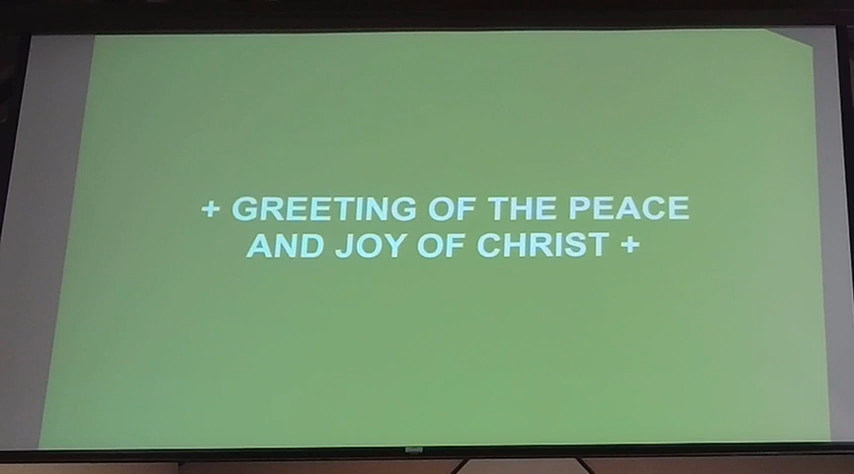 + GREETING OF THE PEACE
AND JOY OF CHRIST +